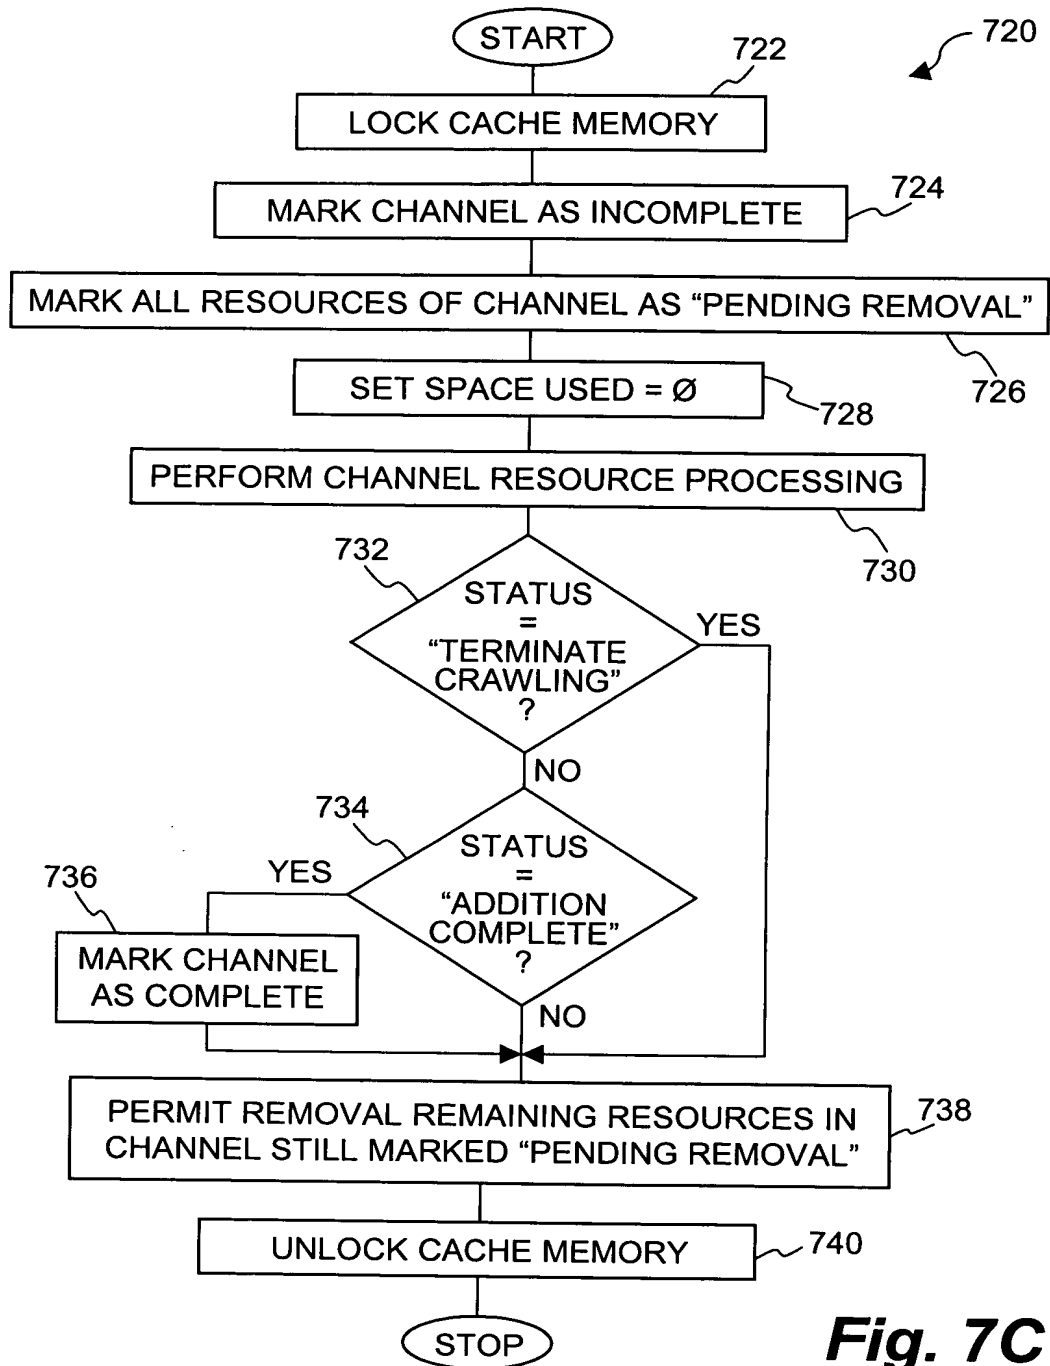 START
720
722
LOCK CACHE MEMORY
MARK CHANNEL AS INCOMPLETE
724
MARK ALL RESOURCES OF CHANNEL AS “PENDING REMOVAL”
726
SET SPACE USED = Ø
728
PERFORM CHANNEL RESOURCE PROCESSING
730
732
STATUS
=
“TERMINATE
CRAWLING”
?
YES
NO
734
STATUS
=
“ADDITION
COMPLETE”
?
YES
NO
736
MARK CHANNEL
AS COMPLETE
PERMIT REMOVAL REMAINING RESOURCES IN
CHANNEL STILL MARKED “PENDING REMOVAL”
738
UNLOCK CACHE MEMORY
740
STOP
Fig. 7C